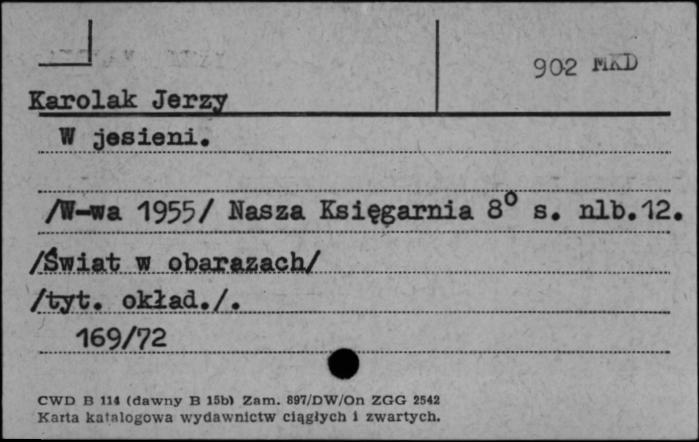 902 MKD
Karolak Jerzy
W jesieni.
/W-wa 1955/ Nasza Księgarnia 8° s. nlb.12.
/Świat w obarazach/
/tyt. okład./.
169/72
CWD B 114 (dawny B 15b) Zam. 897/DW/On ZGG 2542
Karta katalogowa wydawnictw ciągłych i zwartych.